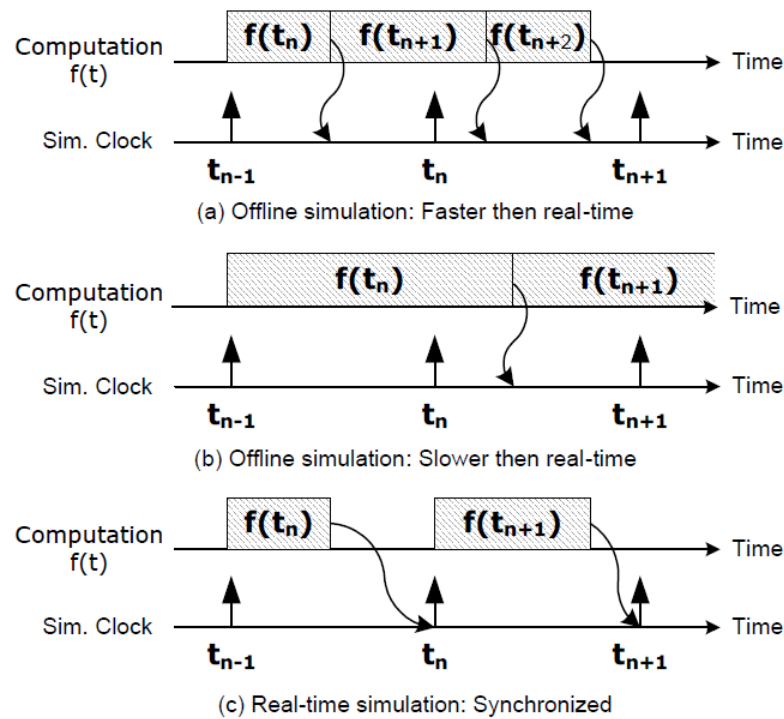 f(tn) f(tn+1) f(tn+2)
Computation
f(t)
Time
Sim. Clock
Time
tn-1 tn tn+1
(a) Offline simulation: Faster then real-time
f(tn) f(tn+1)
Computation
f(t)
Time
Sim. Clock
Time
tn-1 tn tn+1
(b) Offline simulation: Slower then real-time
f(tn) f(tn+1)
Computation
f(t)
Time
Sim. Clock
Time
tn-1 tn tn+1
(c) Real-time simulation: Synchronized